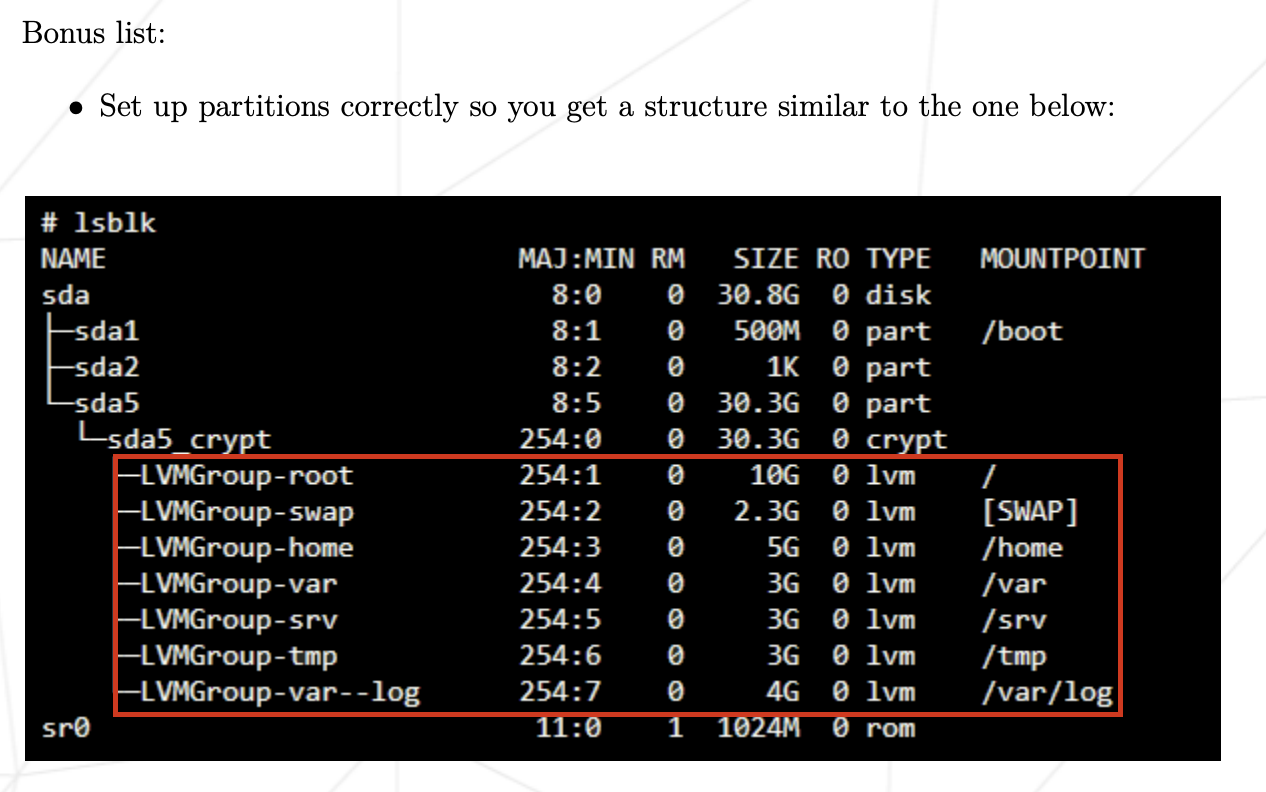 Bonus list:
• Set up partitions correctly so you get a structure similar to the one below:
# lsblk
NAME MAJ:MIN RM SIZE RO TYPE MOUNTPOINT
sda 8:0 0 30.8G 0 disk
├─sda1 8:1 0 500M 0 part /boot
├─sda2 8:2 0 1K 0 part
└─sda5 8:5 0 30.3G 0 part
└─sda5_crypt 254:0 0 30.3G 0 crypt
─LVMGroup-root 254:1 0 10G 0 lvm /
─LVMGroup-swap 254:2 0 2.3G 0 lvm [SWAP]
─LVMGroup-home 254:3 0 5G 0 lvm /home
─LVMGroup-var 254:4 0 3G 0 lvm /var
─LVMGroup-srv 254:5 0 3G 0 lvm /srv
─LVMGroup-tmp 254:6 0 3G 0 lvm /tmp
─LVMGroup-var--log 254:7 0 4G 0 lvm /var/log
sr0 11:0 1 1024M 0 rom